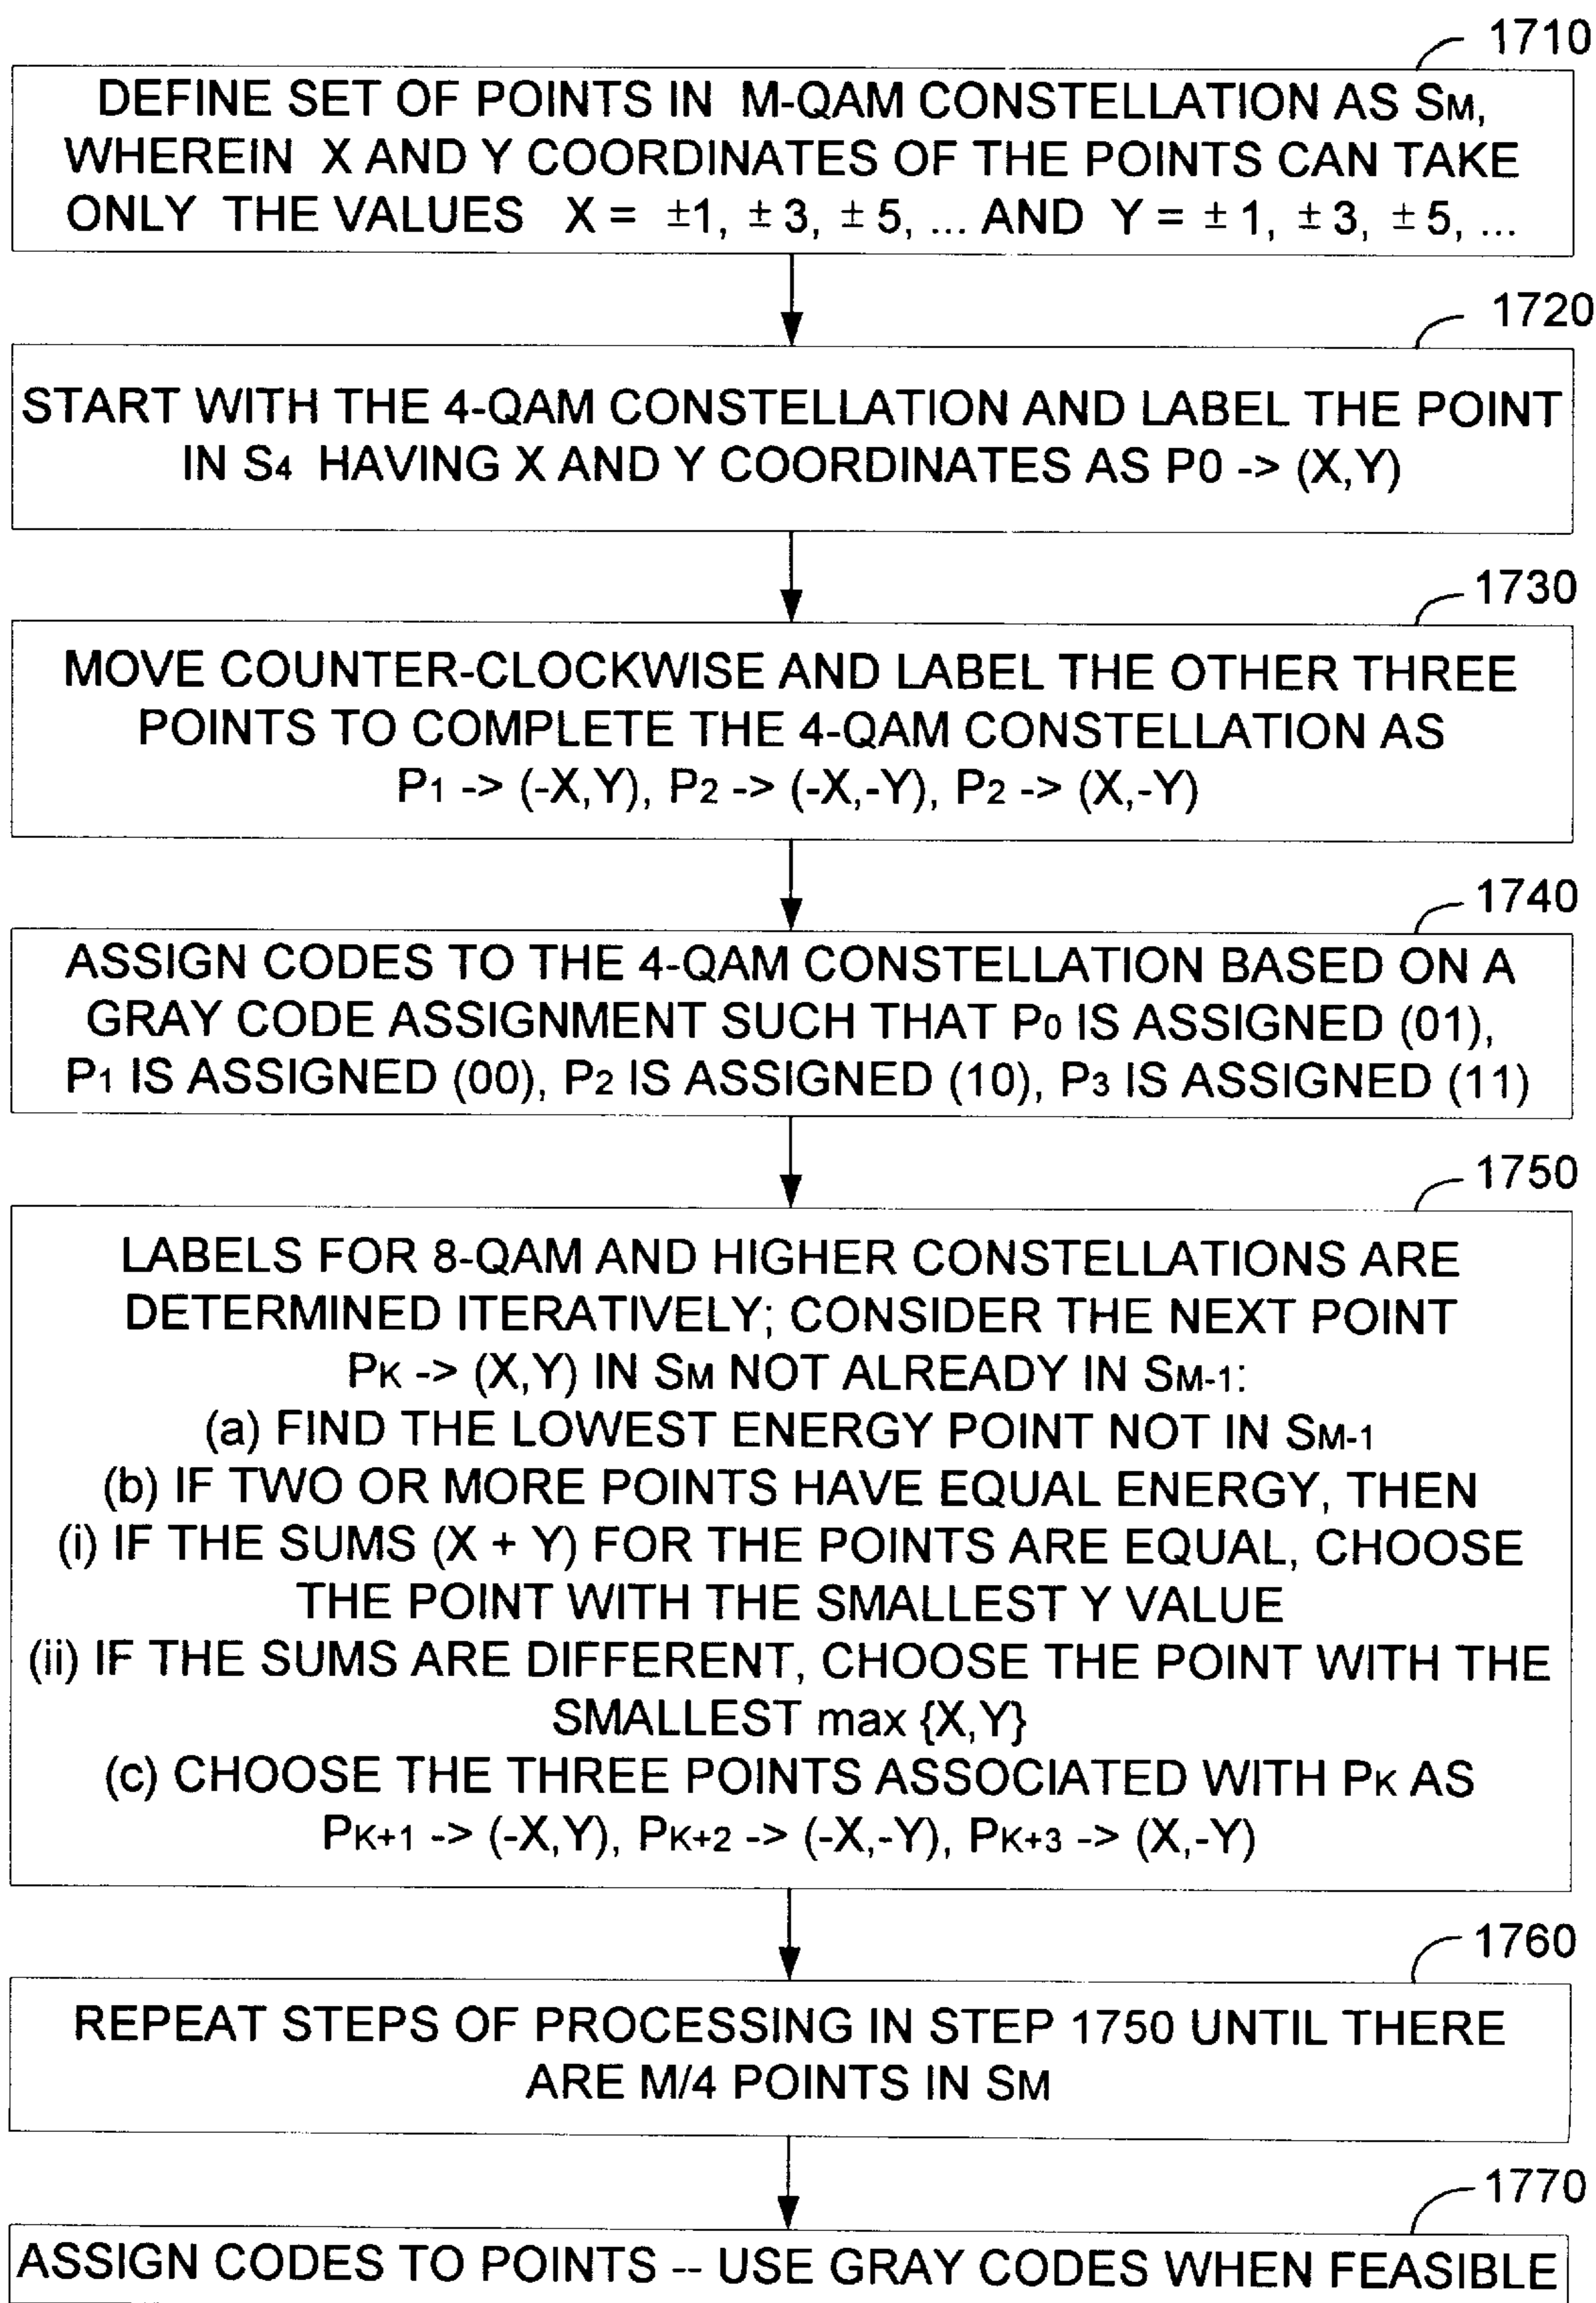 1710
DEFINE SET OF POINTS IN M-QAM CONSTELLATION AS SM,
WHEREIN X AND Y COORDINATES OF THE POINTS CAN TAKE
ONLY THE VALUES X = ±1, ± 3, ± 5, ... AND Y = ± 1, ± 3, ± 5, ...
1720
START WITH THE 4-QAM CONSTELLATION AND LABEL THE POINT
IN S4 HAVING X AND Y COORDINATES AS P0 -> (X,Y)
1730
MOVE COUNTER-CLOCKWISE AND LABEL THE OTHER THREE
POINTS TO COMPLETE THE 4-QAM CONSTELLATION AS
P1 -> (-X,Y), P2 -> (-X,-Y), P2 -> (X,-Y)
1740
ASSIGN CODES TO THE 4-QAM CONSTELLATION BASED ON A
GRAY CODE ASSIGNMENT SUCH THAT P0 IS ASSIGNED (01),
P1 IS ASSIGNED (00), P2 IS ASSIGNED (10), P3 IS ASSIGNED (11)
1750
LABELS FOR 8-QAM AND HIGHER CONSTELLATIONS ARE
DETERMINED ITERATIVELY; CONSIDER THE NEXT POINT
PK -> (X,Y) IN SM NOT ALREADY IN SM-1:
(a) FIND THE LOWEST ENERGY POINT NOT IN SM-1
(b) IF TWO OR MORE POINTS HAVE EQUAL ENERGY, THEN
(i) IF THE SUMS (X + Y) FOR THE POINTS ARE EQUAL, CHOOSE
THE POINT WITH THE SMALLEST Y VALUE
(ii) IF THE SUMS ARE DIFFERENT, CHOOSE THE POINT WITH THE
SMALLEST max {X,Y}
(c) CHOOSE THE THREE POINTS ASSOCIATED WITH PK AS
PK+1 -> (-X,Y), PK+2 -> (-X,-Y), PK+3 -> (X,-Y)
1760
REPEAT STEPS OF PROCESSING IN STEP 1750 UNTIL THERE
ARE M/4 POINTS IN SM
1770
ASSIGN CODES TO POINTS -- USE GRAY CODES WHEN FEASIBLE